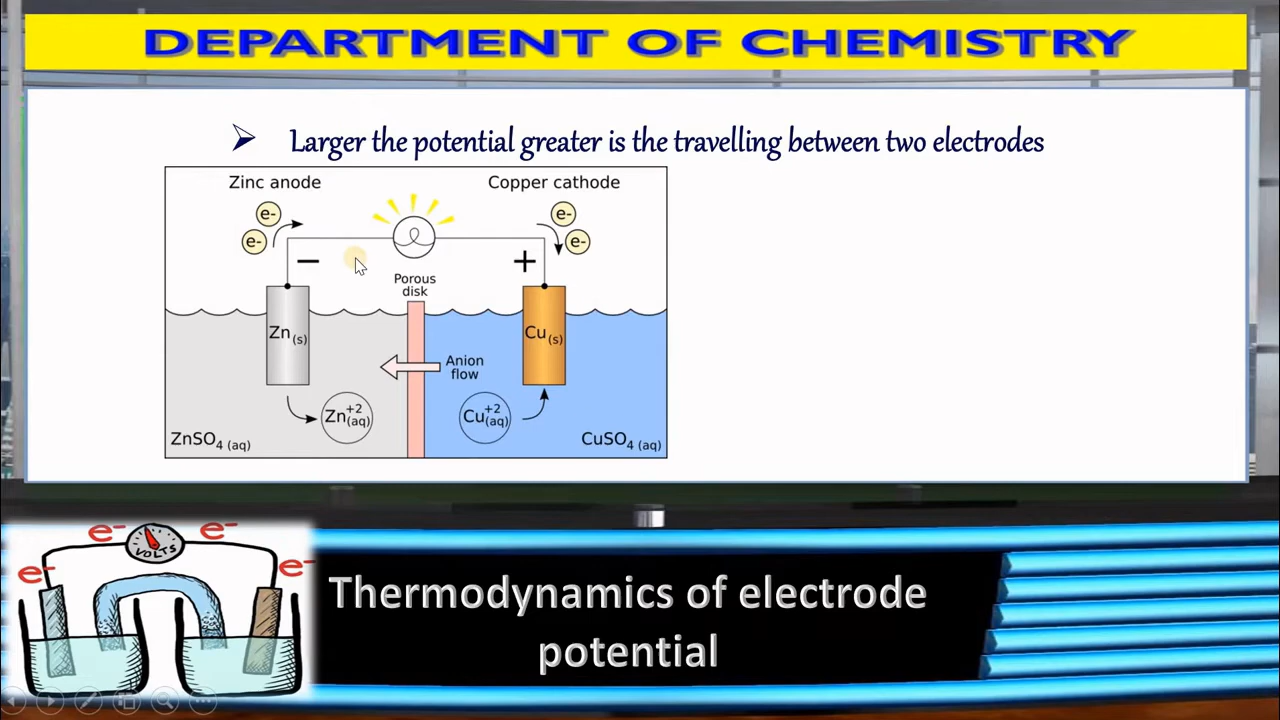 DEPARTMENT OF CHEMISTRY
➢ Larger the potential greater is the travelling between two electrodes
Zinc anode
Copper cathode
e-
e-
e-
e-
−
+
Porous
disk
Zn(s)
Cu(s)
Anion
flow
Zn+2(aq)
Cu+2(aq)
ZnSO4 (aq)
CuSO4 (aq)
e-
e-
VOLTS
e-
e-
Thermodynamics of electrode
potential